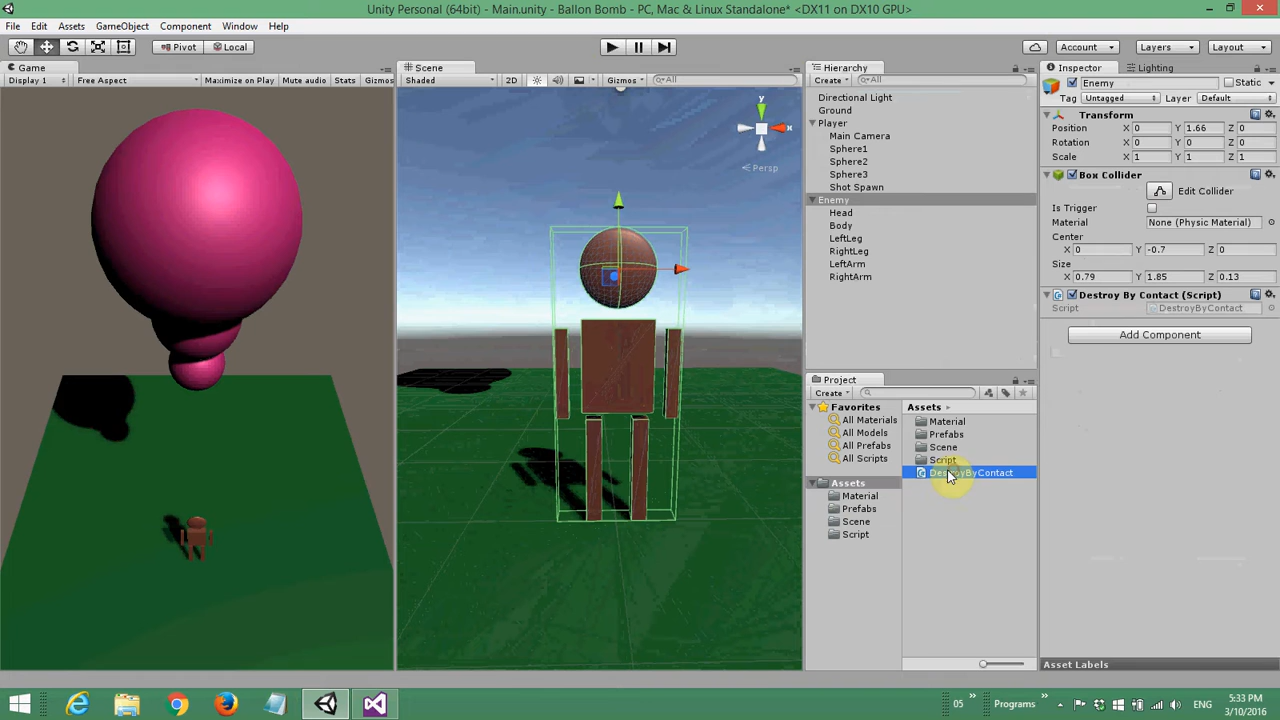 Unity Personal (64bit) - Main.unity - Ballon Bomb - PC, Mac & Linux Standalone* <DX11 on DX10 GPU>
File Edit Assets GameObject Component Window Help
Pivot Local Account Layers Layout
Game
Display 1 Free Aspect Maximize on Play Mute audio Stats Gizmos
Scene
Shaded 2D Gizmos All
y
x
Persp
Hierarchy
Create All
Directional Light
Ground
Player
Main Camera
Sphere1
Sphere2
Sphere3
Shot Spawn
Enemy
Head
Body
LeftLeg
RightLeg
LeftArm
RightArm
Project
Create
Favorites
All Materials
All Models
All Prefabs
All Scripts
Assets
Material
Prefabs
Scene
Script
Assets
Material
Prefabs
Scene
Script
DestroyByContact
Inspector Lighting
Enemy Static
Tag Untagged Layer Default
Transform
Position X 0 Y 1.66 Z 0
Rotation X 0 Y 0 Z 0
Scale X 1 Y 1 Z 1
Box Collider
Edit Collider
Is Trigger
Material None (Physic Material)
Center
X 0 Y -0.7 Z 0
Size
X 0.79 Y 1.85 Z 0.13
Destroy By Contact (Script)
Script DestroyByContact
Add Component
Asset Labels
05 Programs
5:33 PM
3/10/2016